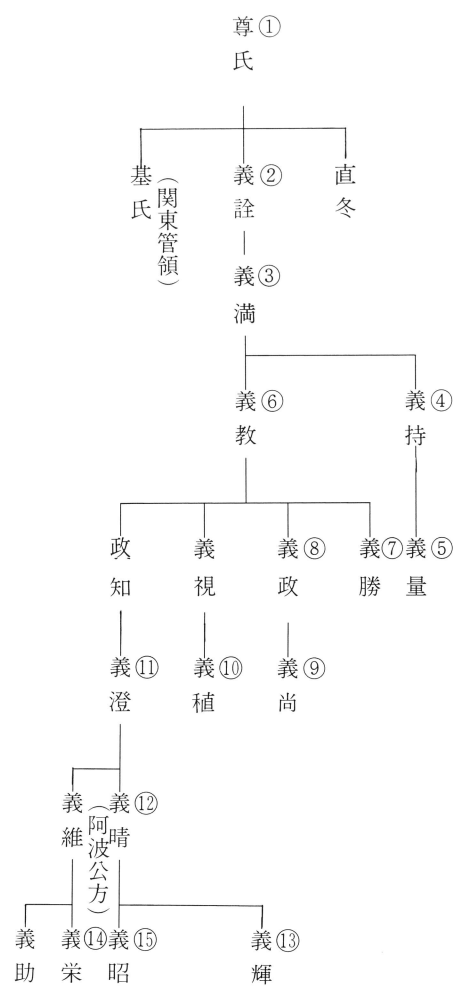 尊氏①
直冬
義詮②
基氏（関東管領）
義満③
義持④
義教⑥
義量⑤
義勝⑦
義政⑧
義視
政知
義尚⑨
義稙⑩
義澄⑪
義晴⑫
義維（阿波公方）
義輝⑬
義昭⑮
義栄⑭
義助